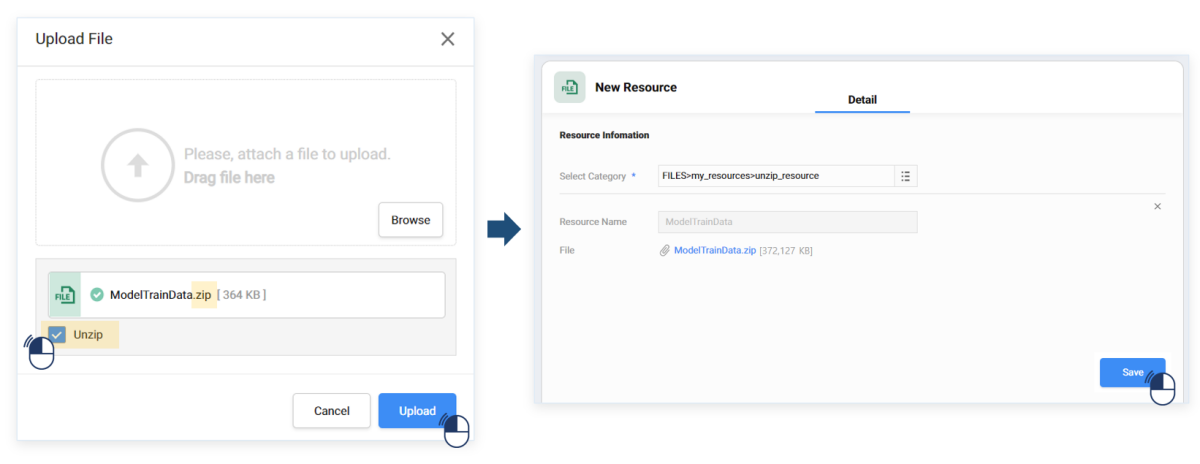 Upload File
Please, attach a file to upload.
Drag file here
Browse
FILE
ModelTrainData.zip [ 364 KB ]
Unzip
Cancel
Upload
FILE
New Resource
Detail
Resource Infomation
Select Category *
FILES>my_resources>unzip_resource
Resource Name
ModelTrainData
File
ModelTrainData.zip [372,127 KB]
Save